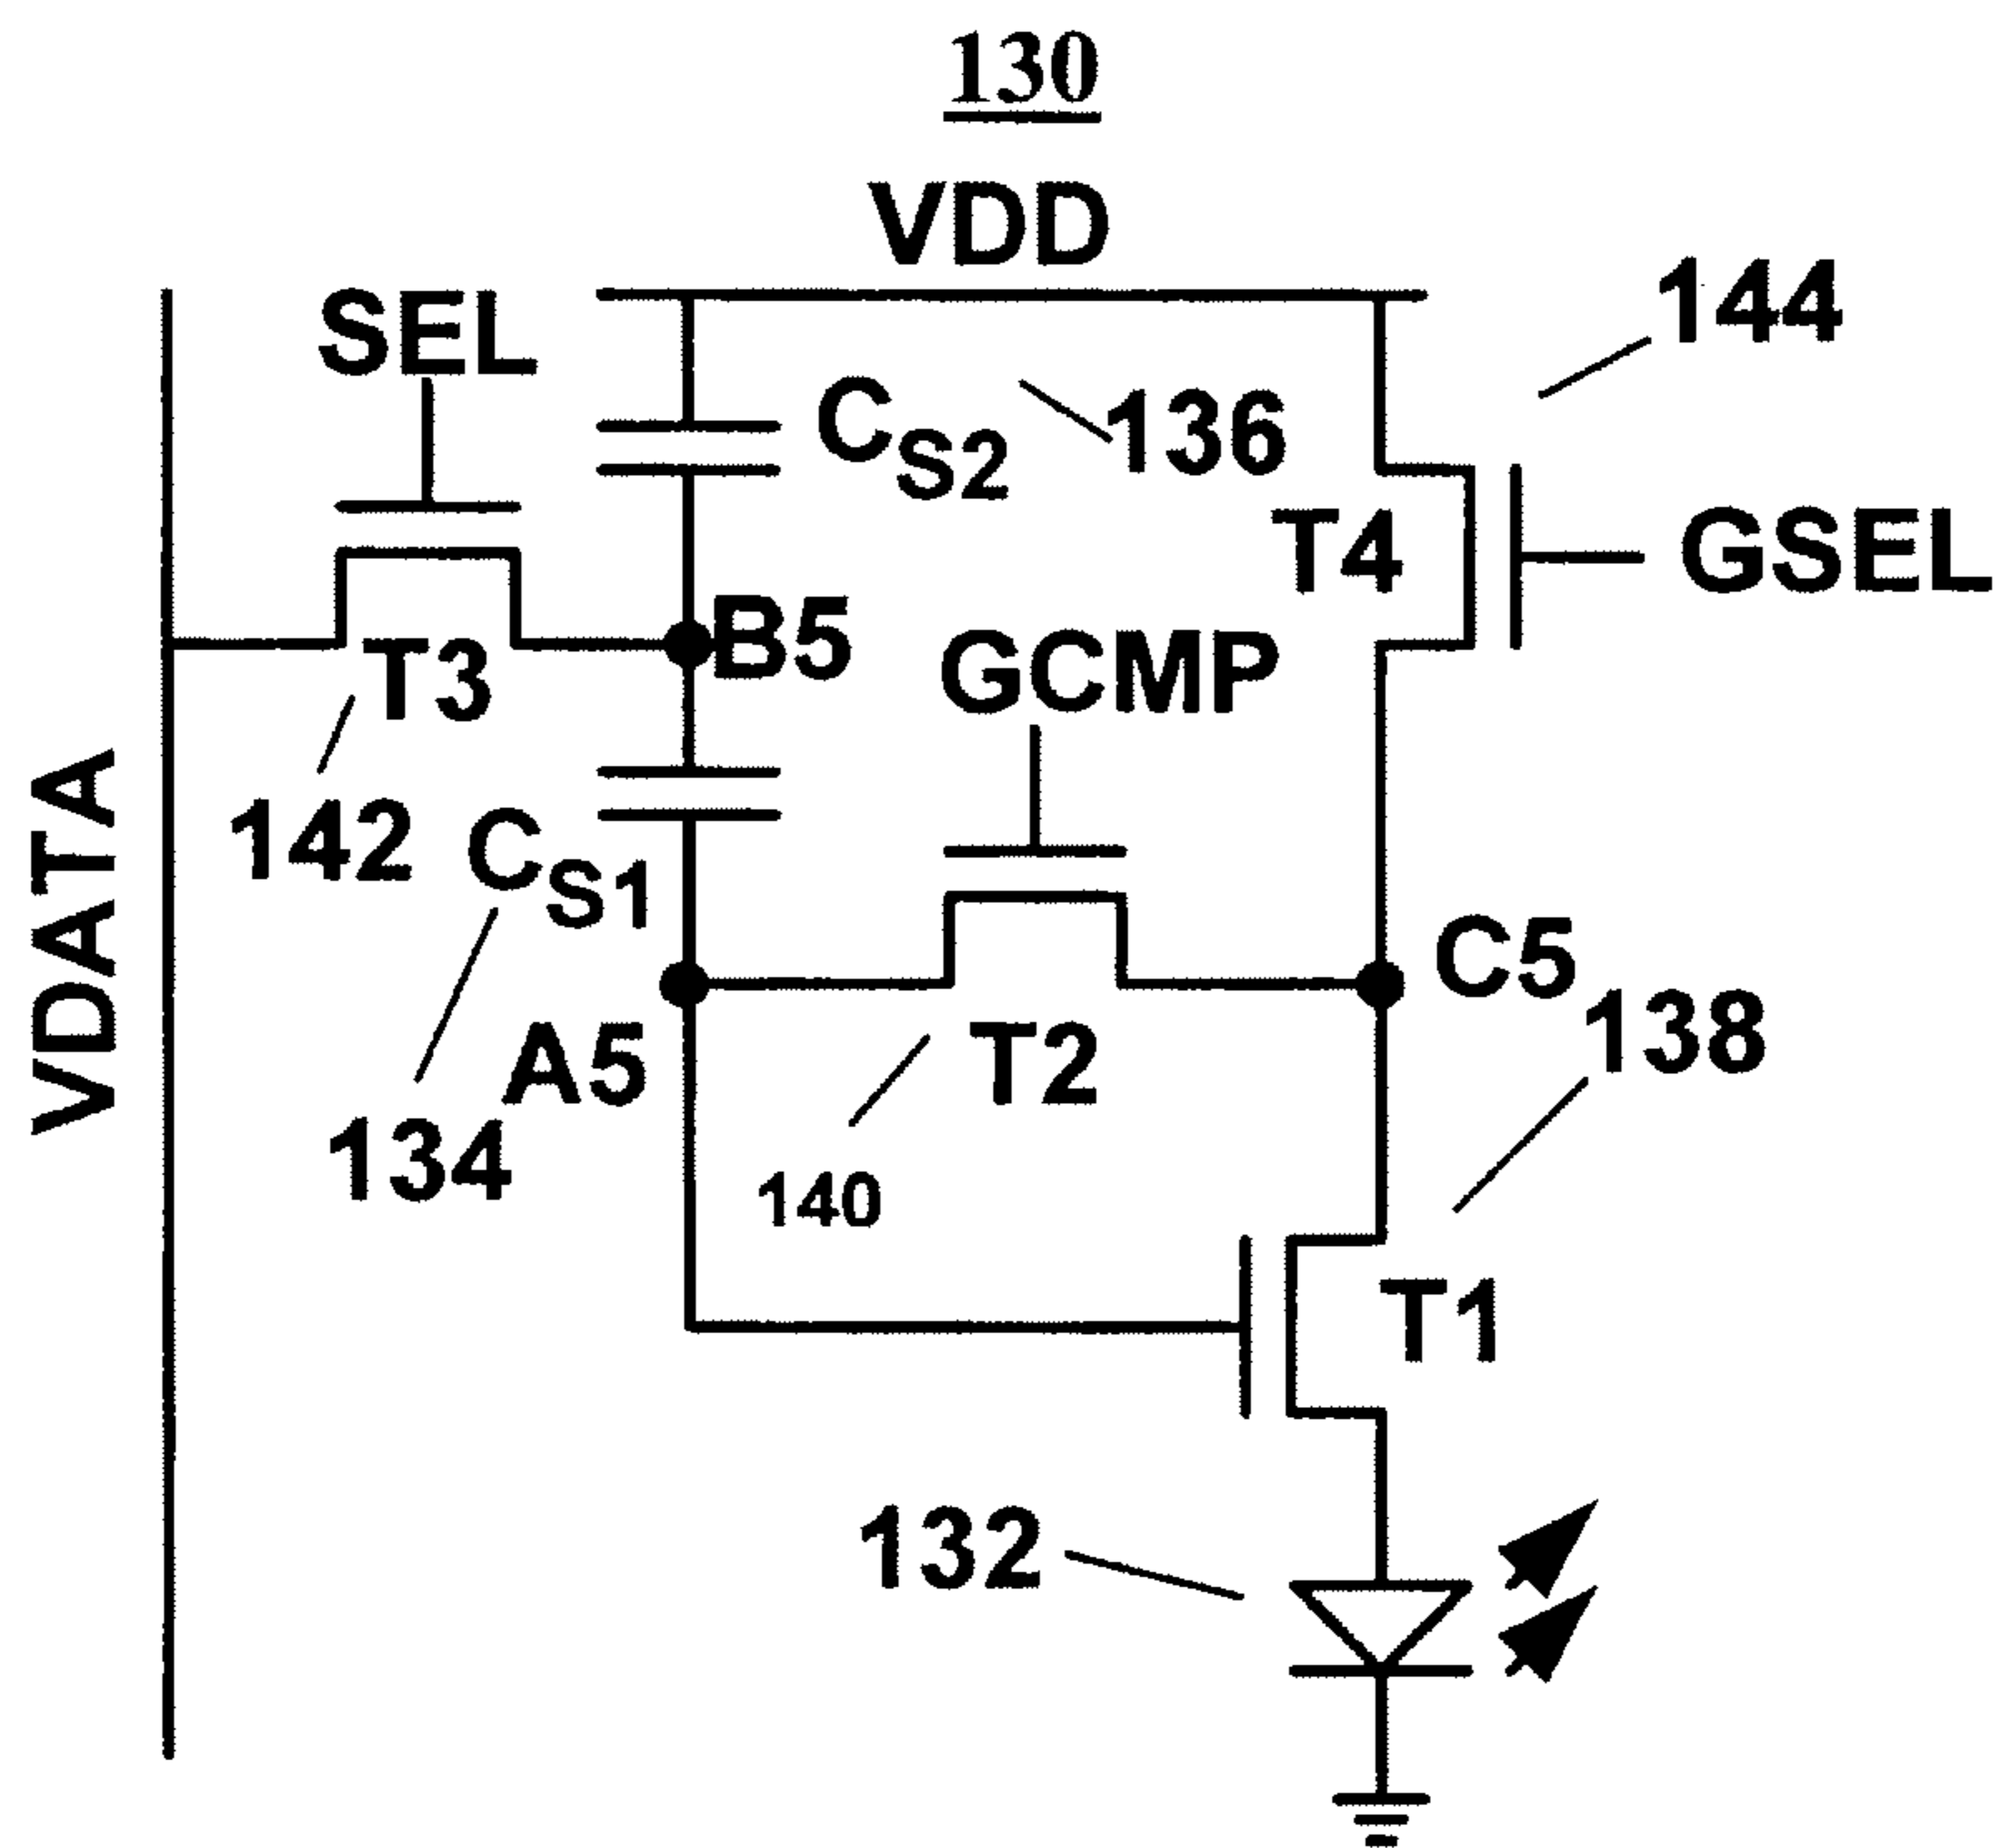 130
VDD
144
SEL
CS2
136
T4
GSEL
B5
GCMP
T3
VDATA
142
CS1
C5
138
A5
T2
134
140
T1
132